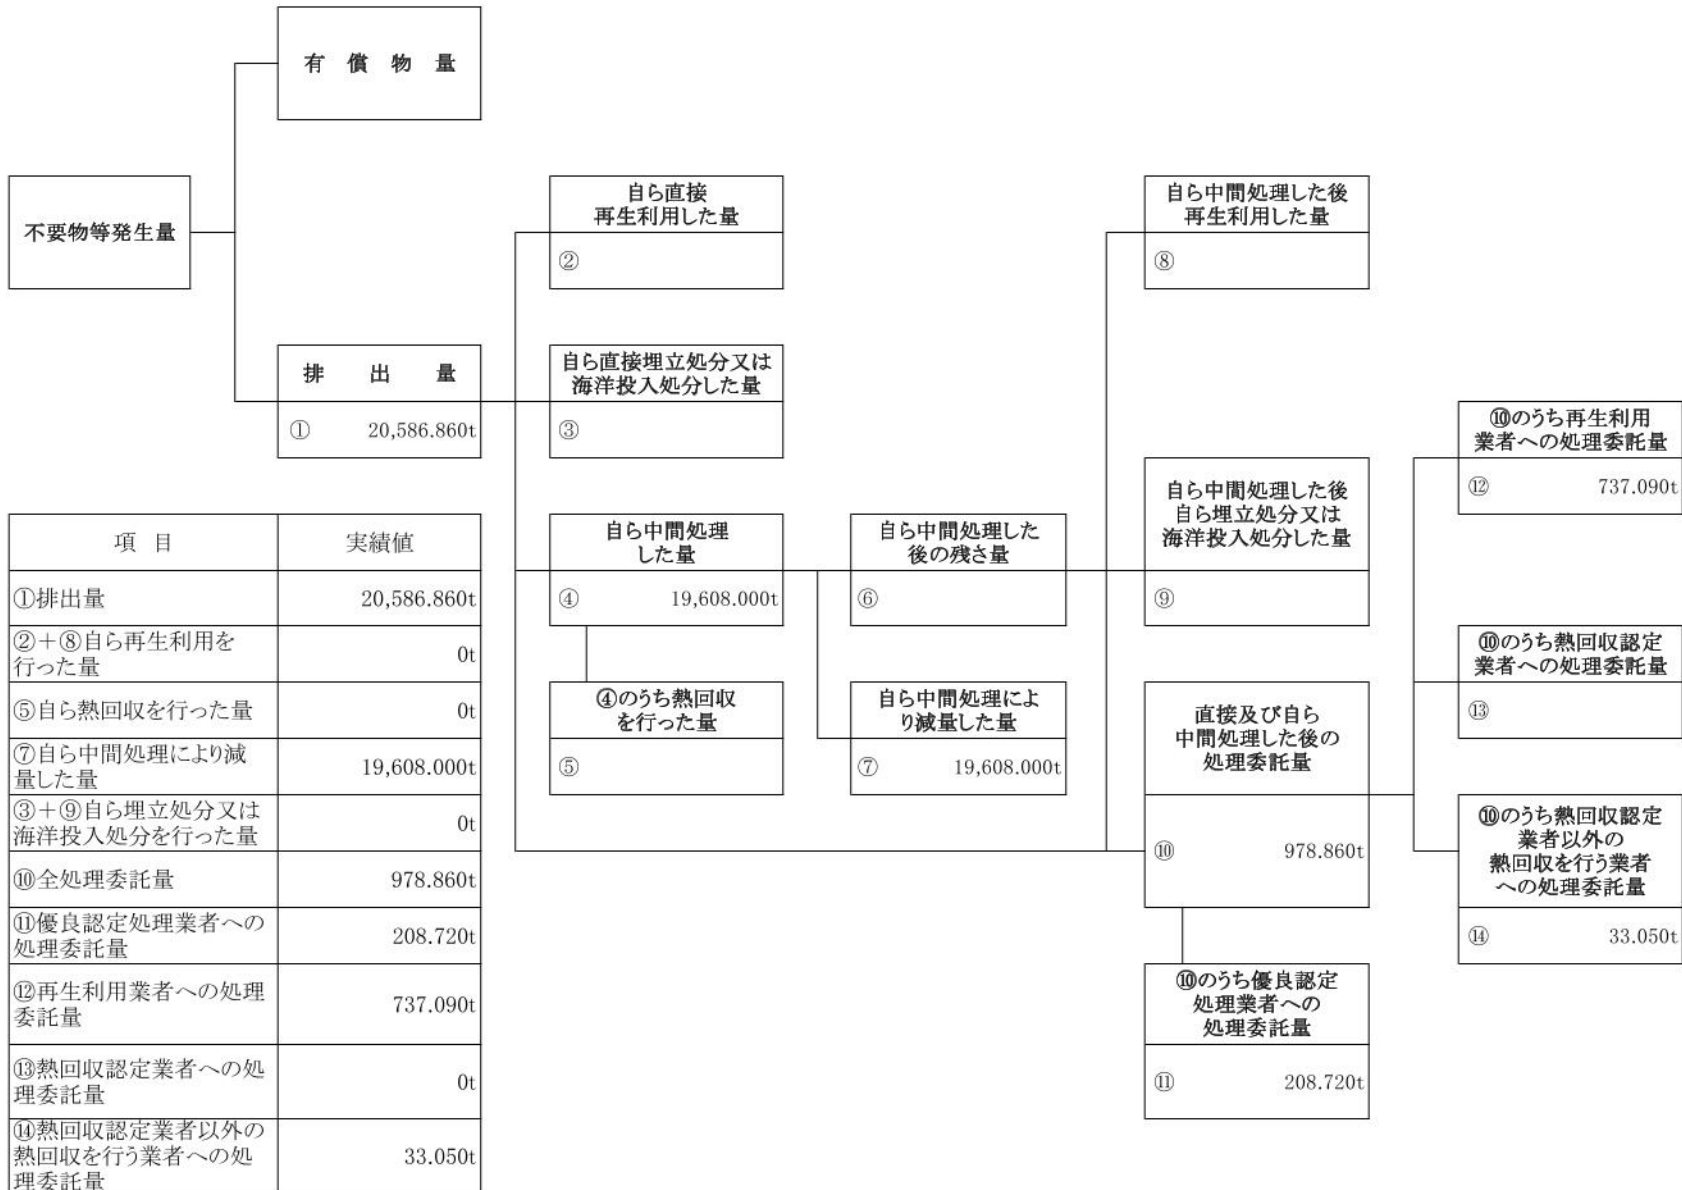 有 償 物 量
不要物等発生量
自ら直接
再生利用した量
②
自ら中間処理した後
再生利用した量
⑧
排 出 量
① 20,586.860t
自ら直接埋立処分又は
海洋投入処分した量
③
⑩のうち再生利用
業者への処理委託量
⑫ 737.090t
自ら中間処理
した量
④ 19,608.000t
自ら中間処理した
後の残さ量
⑥
自ら中間処理した後
自ら埋立処分又は
海洋投入処分した量
⑨
⑩のうち熱回収認定
業者への処理委託量
⑬
④のうち熱回収
を行った量
⑤
自ら中間処理によ
り減量した量
⑦ 19,608.000t
直接及び自ら
中間処理した後の
処理委託量
⑩ 978.860t
⑩のうち熱回収認定
業者以外の
熱回収を行う業者
への処理委託量
⑭ 33.050t
⑩のうち優良認定
処理業者への
処理委託量
⑪ 208.720t
項 目 実績値
①排出量 20,586.860t
②+⑧自ら再生利用を
行った量 0t
⑤自ら熱回収を行った量 0t
⑦自ら中間処理により減
量した量 19,608.000t
③+⑨自ら埋立処分又は
海洋投入処分を行った量 0t
⑩全処理委託量 978.860t
⑪優良認定処理業者への
処理委託量 208.720t
⑫再生利用業者への処理
委託量 737.090t
⑬熱回収認定業者への処
理委託量 0t
⑭熱回収認定業者以外の
熱回収を行う業者への処
理委託量 33.050t